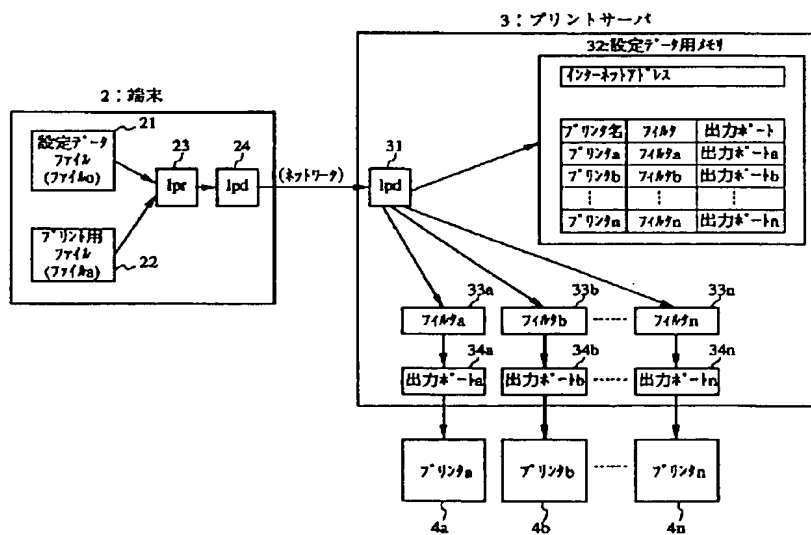 3：プリントサーバ
32:設定データ用メモリ
インターネットアドレス
プリンタ名 フィルタ 出力ポート
プリンタa フィルタa 出力ポートa
プリンタb フィルタb 出力ポートb
プリンタn フィルタn 出力ポートn
2：端末
21
設定データ
ファイル
(ファイルo)
プリント用
ファイル
(ファイルa)
22
23
lpr
24
lpd
(ネットワーク)
31
lpd
33a
フィルタa
33b
フィルタb
33n
フィルタn
34a
出力ポートa
34b
出力ポートb
34n
出力ポートn
プリンタa
プリンタb
プリンタn
4a
4b
4n